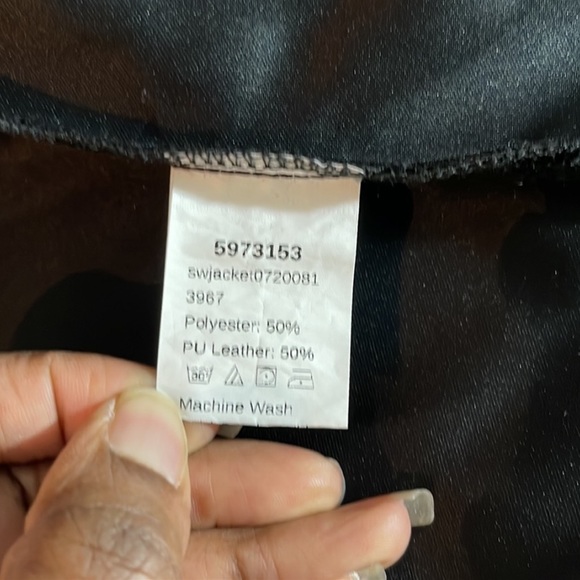 5973153
swjacket0720081
3967
Polyester: 50%
PU Leather: 50%
Machine Wash